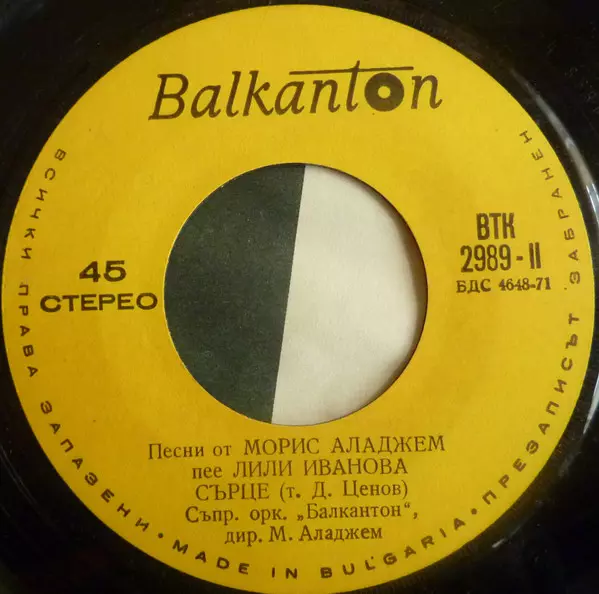 Balkanton
ВСИЧКИ ПРАВА ЗАПАЗЕНИ • MADE IN BULGARIA • ПРЕЗАПИСЪТ ЗАБРАНЕН
45
СТЕРЕО
ВТК
2989-II
БДС 4648-71
Песни от МОРИС АЛАДЖЕМ
пее ЛИЛИ ИВАНОВА
СЪРЦЕ (т. Д. Ценов)
Съпр. орк. „Балкантон",
дир. М. Аладжем